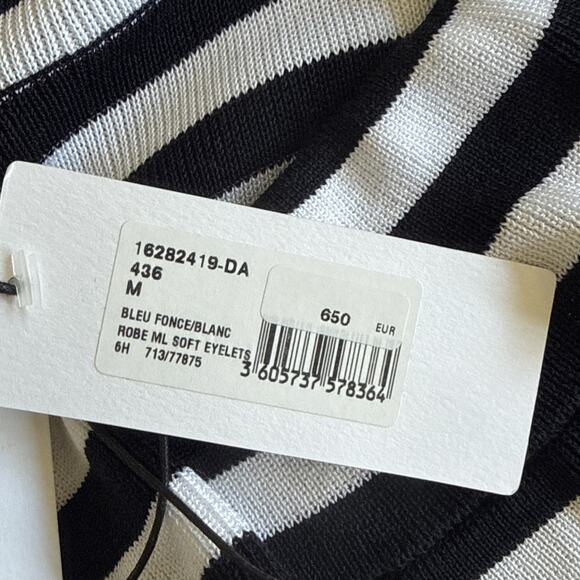 16282419-DA
436
M
BLEU FONCE/BLANC
ROBE ML SOFT EYELETS
6H 713/77875
650 EUR
3 605737 578364